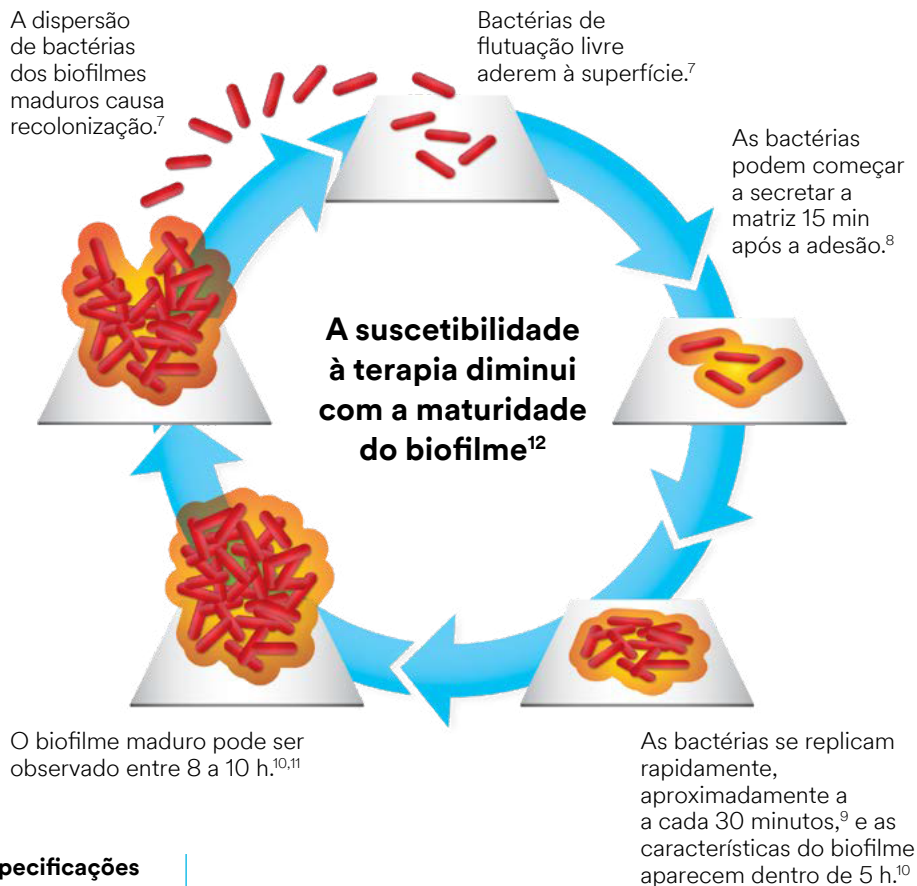 A dispersão
de bactérias
dos biofilmes
maduros causa
recolonização.⁷
Bactérias de
flutuação livre
aderem à superfície.⁷
As bactérias
podem começar
a secretar a
matriz 15 min
após a adesão.⁸
A suscetibilidade
à terapia diminui
com a maturidade
do biofilme¹²
O biofilme maduro pode ser
observado entre 8 a 10 h.¹⁰,¹¹
As bactérias se replicam
rapidamente,
aproximadamente a
a cada 30 minutos,⁹ e as
características do biofilme
aparecem dentro de 5 h.¹⁰
pecificações